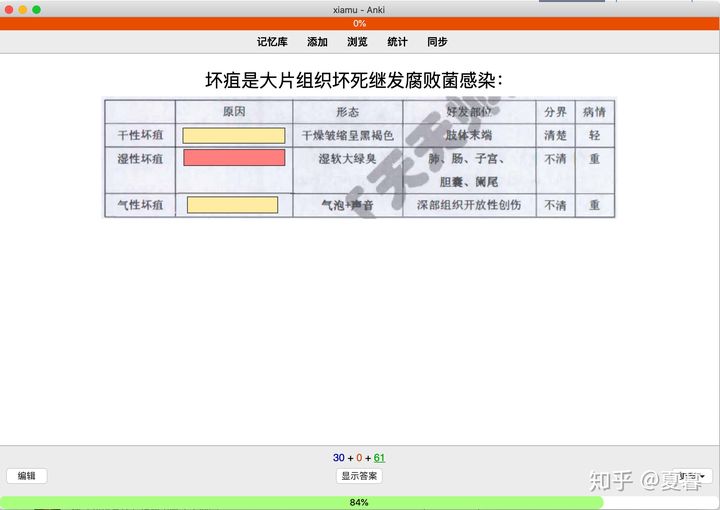 xiamu - Anki
0%
记忆库 添加 浏览 统计 同步
坏疽是大片组织坏死继发腐败菌感染：
原因 形态 好发部位 分界 病情
干性坏疽 干燥皱缩呈黑褐色 肢体末端 清楚 轻
湿性坏疽 湿软大绿臭 肺、肠、子宫、 不清 重
胆囊、阑尾
气性坏疽 气泡+声音 深部组织开放性创伤 不清 重
30 + 0 + 61
编辑 显示答案
知乎 @夏暮
84%